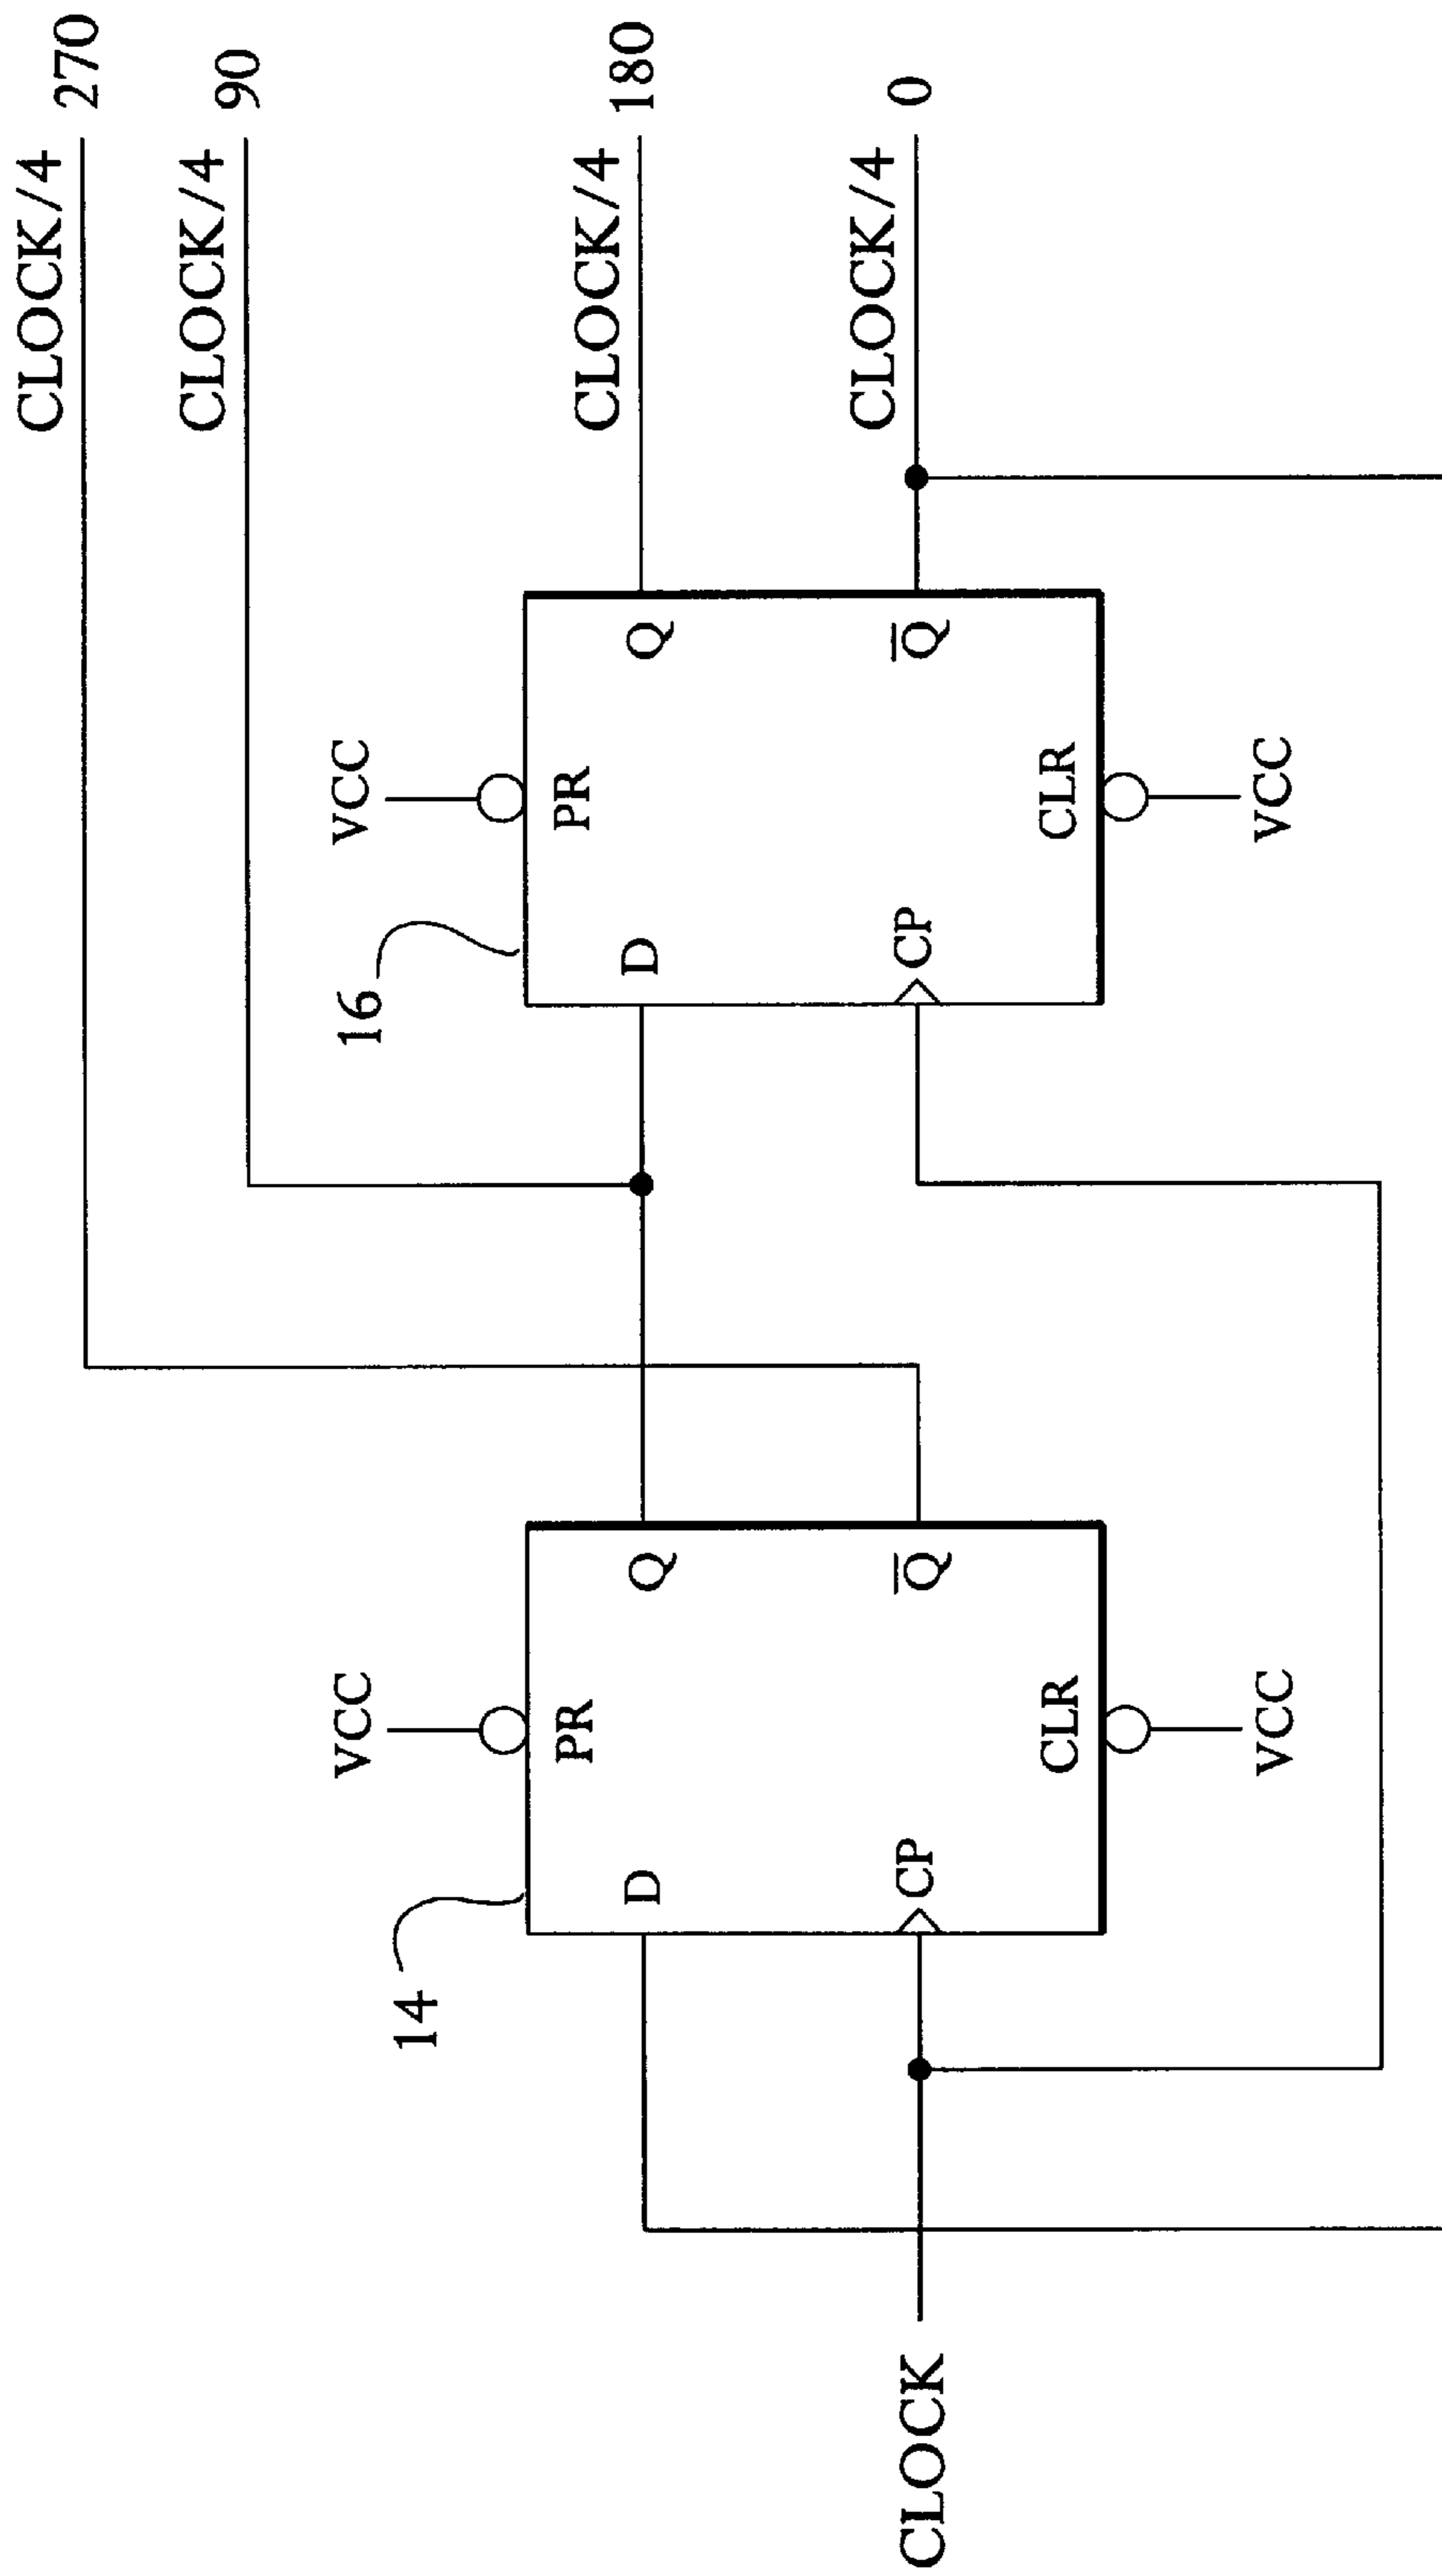 CLOCK/4 270
CLOCK/4 90
VCC
VCC
14
16
PR
PR
D
Q
D
Q
CLOCK/4 180
CLOCK
CP
Q̅
CP
Q̅
CLOCK/4 0
CLR
CLR
VCC
VCC